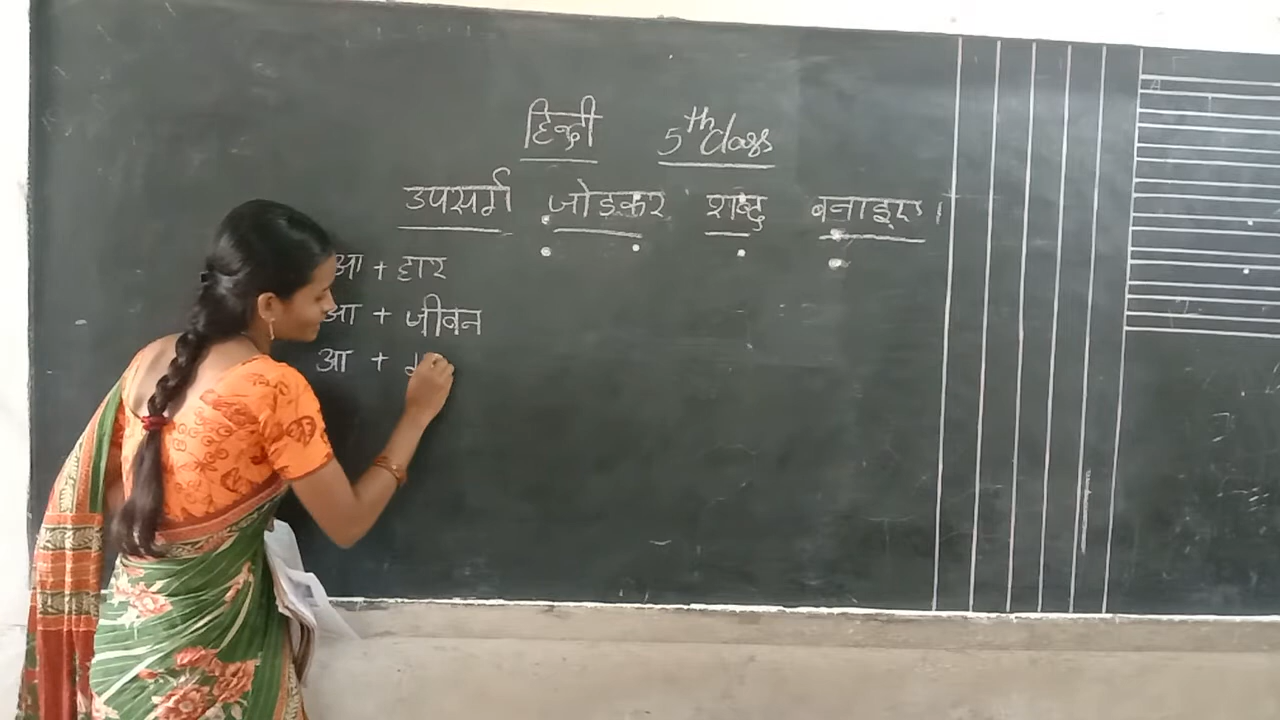 हिन्दी 5th class
उपसर्ग जोड़कर शब्द बनाइए।
आ + हार
आ + जीवन
आ +